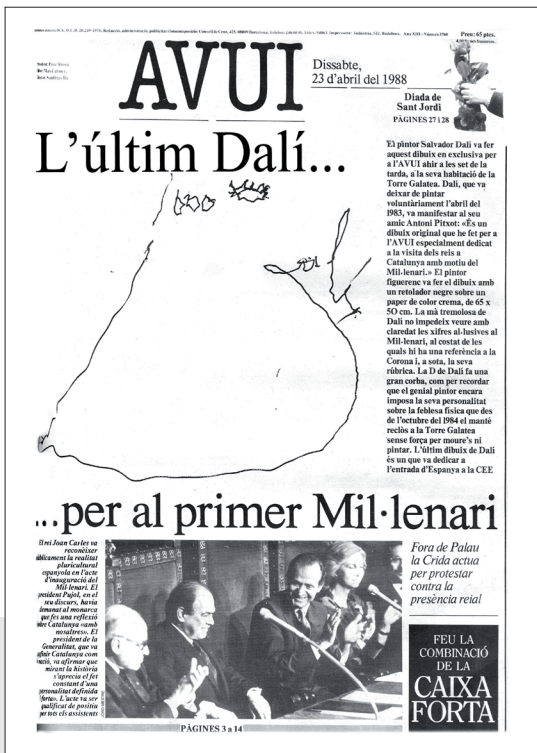 AVUI
Preu: 65 ptes.
Dissabte,
23 d'abril del 1988
Diada de
Sant Jordi
PÀGINES 27 i 28
L'últim Dalí...
El pintor Salvador Dalí va fer
aquest dibuix en exclusiva per
a l'AVUI ahir a les set de la
tarda, a la seva habitació de la
Torre Galatea. Dalí, que va
deixar de pintar
voluntàriament l'abril del
1983, va manifestar al seu
amic Antoni Pitxot: «És un
dibuix original que he fet per a
l'AVUI especialment dedicat
a la visita dels reis a
Catalunya amb motiu del
Mil·lenari.» El pintor
figuerenc va fer el dibuix amb
un retolador negre sobre un
paper de color crema, de 65 x
50 cm. La mà tremolosa de
Dalí no impedeix veure amb
claredat les xifres al·lusives al
Mil·lenari, al costat de les
quals hi ha una referència a la
Corona i, a sota, la seva
rúbrica. La D de Dalí fa una
gran corba, com per recordar
que el genial pintor encara
imposa la seva personalitat
sobre la feblesa física que des
de l'octubre del 1984 el manté
reclòs a la Torre Galatea
sense força per moure's ni
pintar. L'últim dibuix de Dalí
és un que va dedicar a
l'entrada d'Espanya a la CEE
...per al primer Mil·lenari
El rei Joan Carles va
reconèixer
públicament la realitat
pluricultural
espanyola en l'acte
d'inauguració del
Mil·lenari. El
president Pujol, en el
seu discurs, havia
demanat al monarca
que fes una reflexió
sobre Catalunya «amb
nosaltres». El
president de la
Generalitat, que va
definir Catalunya com
nació, va afirmar que
mirant la història
s'aprecia el fet
constant d'una
personalitat definida
forta». L'acte va ser
qualificat de positiu
per tots els assistents
Fora de Palau
la Crida actua
per protestar
contra la
presència reial
FEU LA
COMBINACIÓ
DE LA
CAIXA
FORTA
PÀGINES 3 a 14